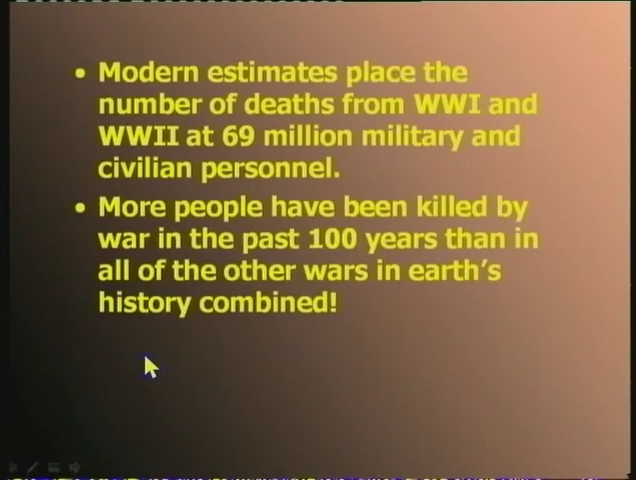 • Modern estimates place the
number of deaths from WWI and
WWII at 69 million military and
civilian personnel.
• More people have been killed by
war in the past 100 years than in
all of the other wars in earth's
history combined!